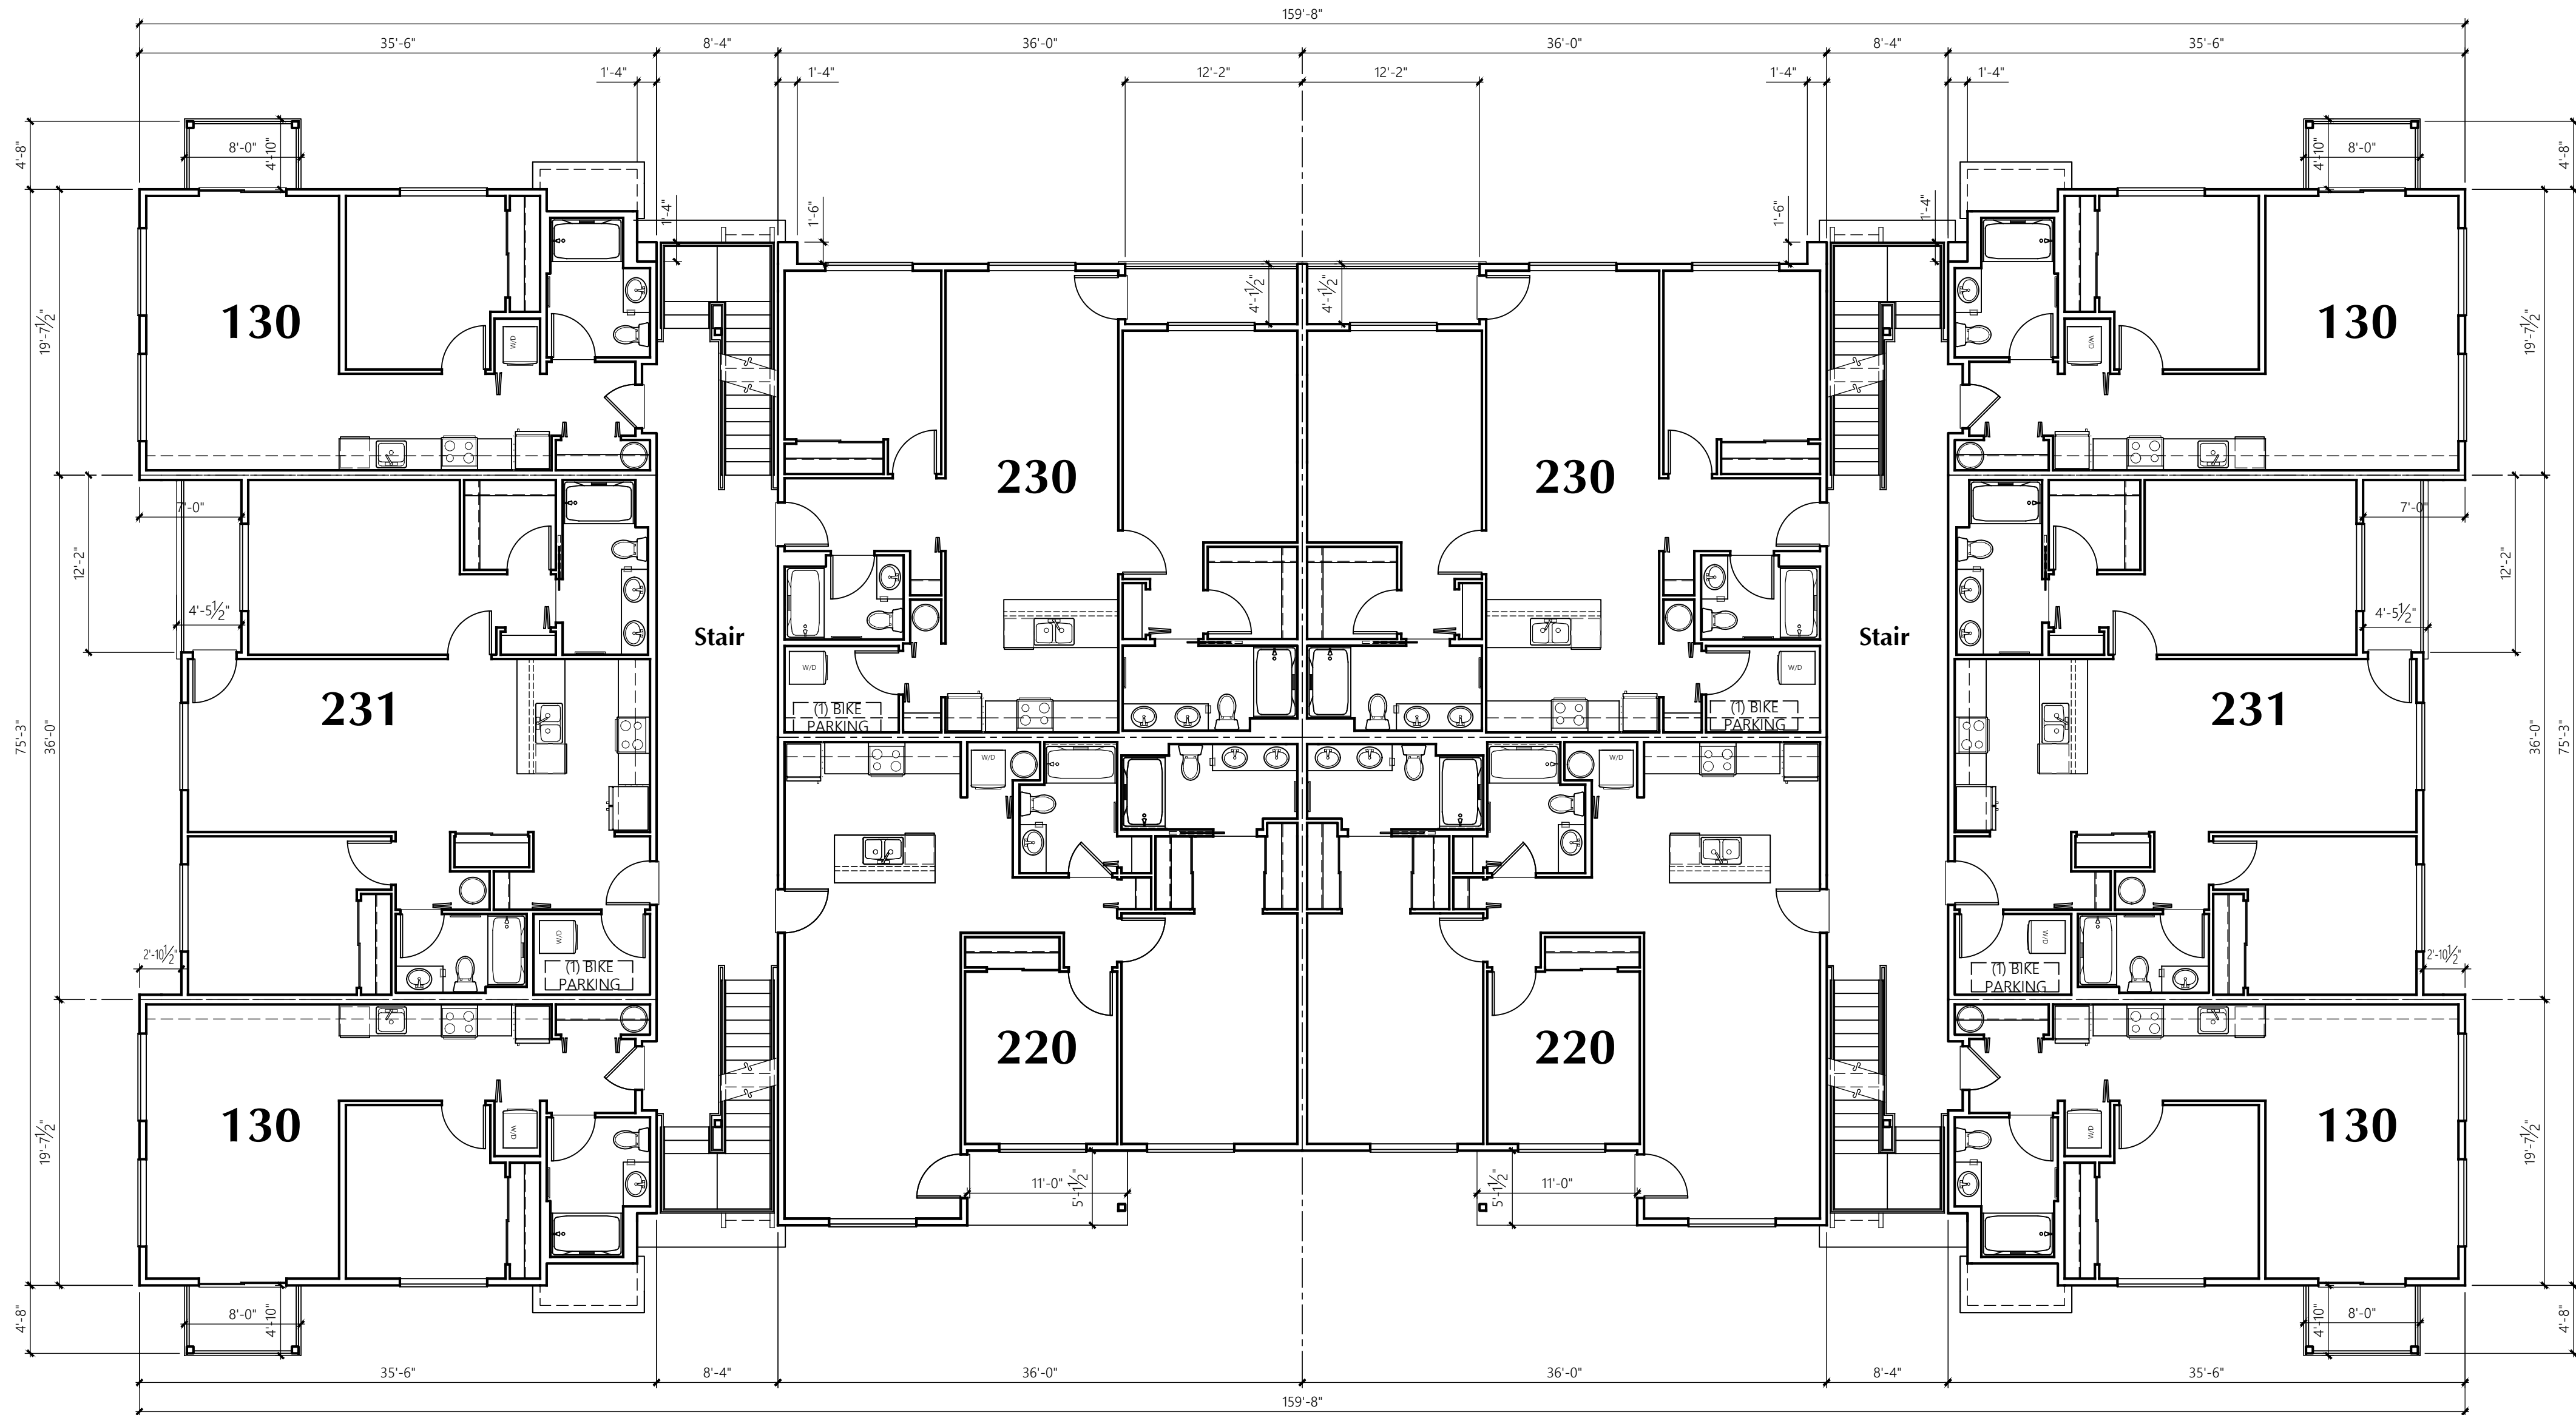 159'-8"
35'-6" 8'-4" 36'-0" 36'-0" 8'-4" 35'-6"
1'-4" 1'-4" 12'-2" 12'-2" 1'-4" 1'-4"
4'-8" 8'-0" 4'-10" 4'-10" 8'-0" 4'-8"
1'-4" 1'-6" 1'-6" 1'-4"
4'-1½" 4'-1½"
19'-7½" 130 W/D W/D 130 19'-7½"
230 230
7'-0" 7'-0"
12'-2" 12'-2"
4'-5½" 4'-5½"
Stair Stair
W/D W/D
231 231
(1) BIKE
PARKING
(1) BIKE
PARKING
75'-3" 36'-0" 36'-0" 75'-3"
W/D W/D
W/D W/D
2'-10½" 2'-10½"
(1) BIKE
PARKING
(1) BIKE
PARKING
220 220
19'-7½" 130 W/D W/D 130 19'-7½"
11'-0" 5'-1½" 5'-1½" 11'-0"
4'-8" 8'-0" 4'-10" 4'-10" 8'-0" 4'-8"
35'-6" 8'-4" 36'-0" 36'-0" 8'-4" 35'-6"
159'-8"